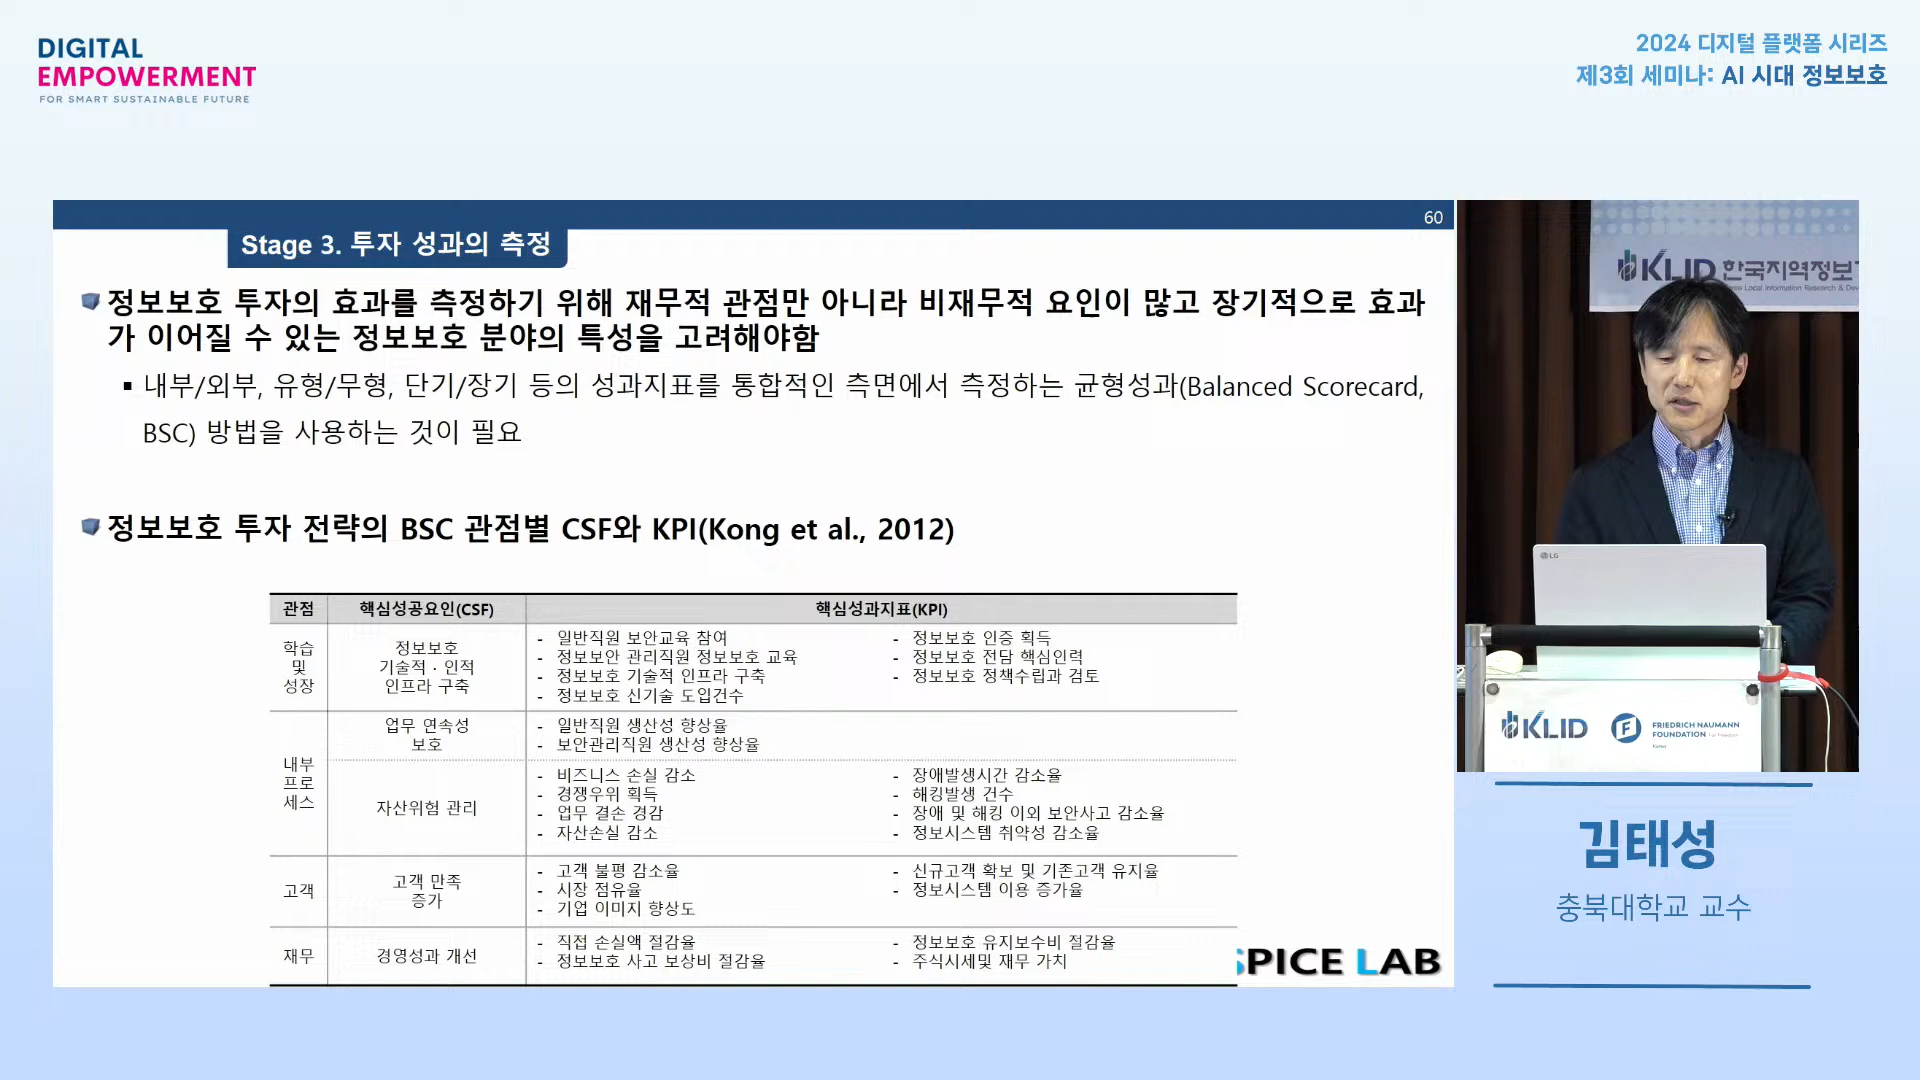 DIGITAL
EMPOWERMENT
FOR SMART SUSTAINABLE FUTURE
2024 디지털 플랫폼 시리즈
제3회 세미나: AI 시대 정보보호
60
Stage 3. 투자 성과의 측정
정보보호 투자의 효과를 측정하기 위해 재무적 관점만 아니라 비재무적 요인이 많고 장기적으로 효과
가 이어질 수 있는 정보보호 분야의 특성을 고려해야함
▪ 내부/외부, 유형/무형, 단기/장기 등의 성과지표를 통합적인 측면에서 측정하는 균형성과(Balanced Scorecard,
BSC) 방법을 사용하는 것이 필요
정보보호 투자 전략의 BSC 관점별 CSF와 KPI(Kong et al., 2012)
관점 핵심성공요인(CSF) 핵심성과지표(KPI)
학습
및
성장
정보보호
기술적 · 인적
인프라 구축
- 일반직원 보안교육 참여
- 정보보안 관리직원 정보보호 교육
- 정보보호 기술적 인프라 구축
- 정보보호 신기술 도입건수
- 정보보호 인증 획득
- 정보보호 전담 핵심인력
- 정보보호 정책수립과 검토
내부
프로
세스
업무 연속성
보호
- 일반직원 생산성 향상율
- 보안관리직원 생산성 향상율
자산위험 관리
- 비즈니스 손실 감소
- 경쟁우위 획득
- 업무 결손 경감
- 자산손실 감소
- 장애발생시간 감소율
- 해킹발생 건수
- 장애 및 해킹 이외 보안사고 감소율
- 정보시스템 취약성 감소율
고객
고객 만족
증가
- 고객 불평 감소율
- 시장 점유율
- 기업 이미지 향상도
- 신규고객 확보 및 기존고객 유지율
- 정보시스템 이용 증가율
재무
경영성과 개선
- 직접 손실액 절감율
- 정보보호 사고 보상비 절감율
- 정보보호 유지보수비 절감율
- 주식시세및 재무 가치
SPICE LAB
KLID 한국지역정보
Local Information Research & Dev
LG
KLID
FRIEDRICH NAUMANN
FOUNDATION For Freedom
Korea
김태성
충북대학교 교수